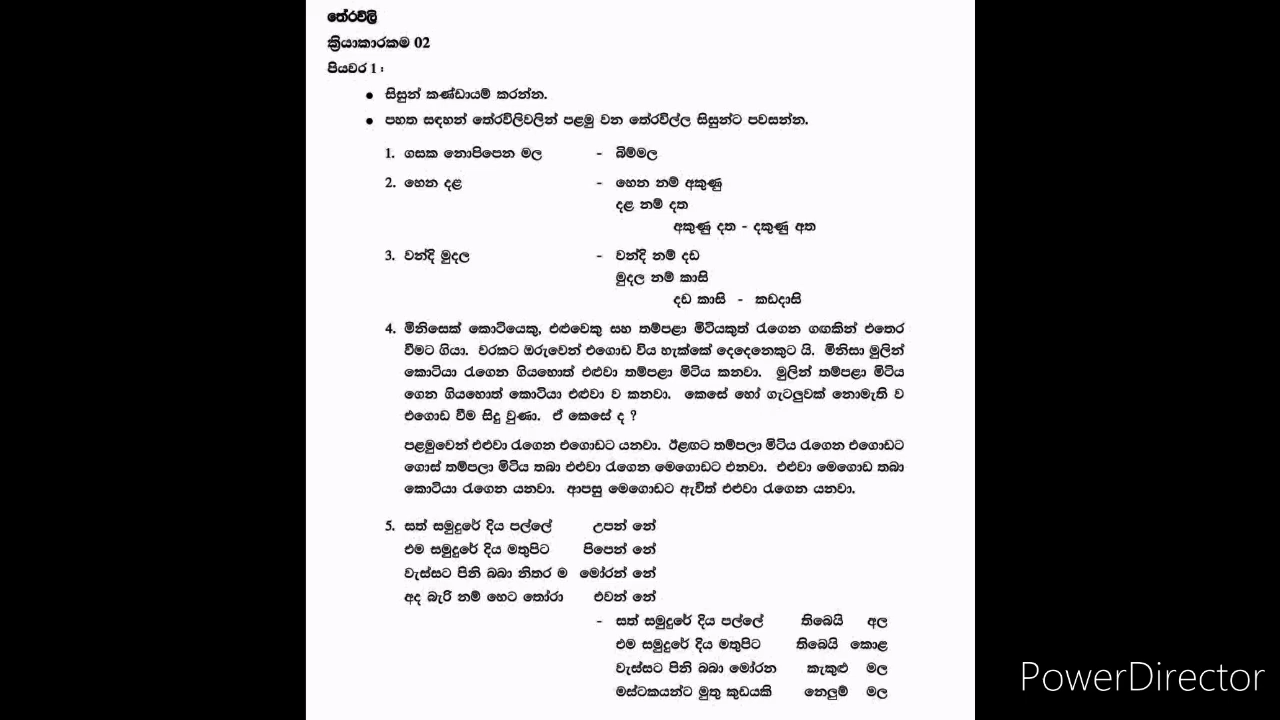 තේරවිලි
ක්‍රියාකාරකම 02
පියවර 1 :
• සිසුන් කණ්ඩායම් කරන්න.
• පහත සඳහන් තේරවිලිවලින් පළමු වන තේරවිල්ල සිසුන්ට පවසන්න.
1. ගසක නොපිපෙන මල - බිම්මල
2. හෙන දළ - හෙන නම් අකුණු
දළ නම් දත
අකුණු දත - දකුණු අත
3. වන්දි මුදල - වන්දි නම් දඩ
මුදල නම් කාසි
දඩ කාසි - කඩදාසි
4. මිනිසෙක් කොටියෙකු, එළුවෙකු සහ තම්පළා මිටියකුත් රැගෙන ගඟකින් එතෙර
වීමට ගියා. වරකට ඔරුවෙන් එගොඩ විය හැක්කේ දෙදෙනෙකුට යි. මිනිසා මුලින්
කොටියා රැගෙන ගියහොත් එළුවා තම්පළා මිටිය කනවා. මුලින් තම්පළා මිටිය
ගෙන ගියහොත් කොටියා එළුවා ව කනවා. කෙසේ හෝ ගැටලුවක් නොමැති ව
එගොඩ වීම සිදු වුණා. ඒ කෙසේ ද ?
පළමුවෙන් එළුවා රැගෙන එගොඩට යනවා. ඊළඟට තම්පලා මිටිය රැගෙන එගොඩට
ගොස් තම්පලා මිටිය තබා එළුවා රැගෙන මෙගොඩට එනවා. එළුවා මෙගොඩ තබා
කොටියා රැගෙන යනවා. ආපසු මෙගොඩට ඇවිත් එළුවා රැගෙන යනවා.
5. සත් සමුදුරේ දිය පල්ලේ උපන් නේ
එම සමුදුරේ දිය මතුපිට පිපෙන් නේ
වැස්සට පිනි බබා නිතර ම මෝරන් නේ
අද බැරි නම් හෙට තෝරා එවන් නේ
- සත් සමුදුරේ දිය පල්ලේ තිබෙයි අල
එම සමුදුරේ දිය මතුපිට තිබෙයි කොළ
වැස්සට පිනි බබා මෝරන කැකුළු මල
මස්ටකයන්ට මුතු කුඩයකි නෙලුම් මල
PowerDirector